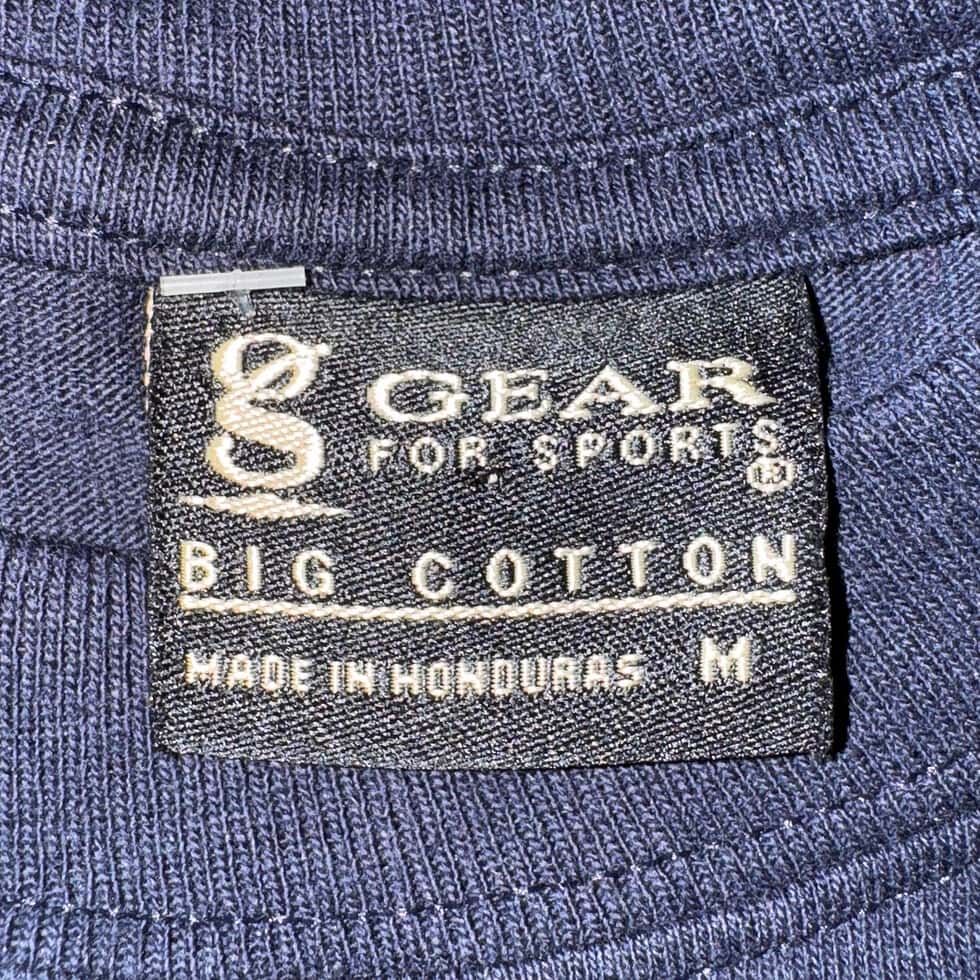 GEAR
FOR SPORTS®
BIG COTTON
MADE IN HONDURAS M